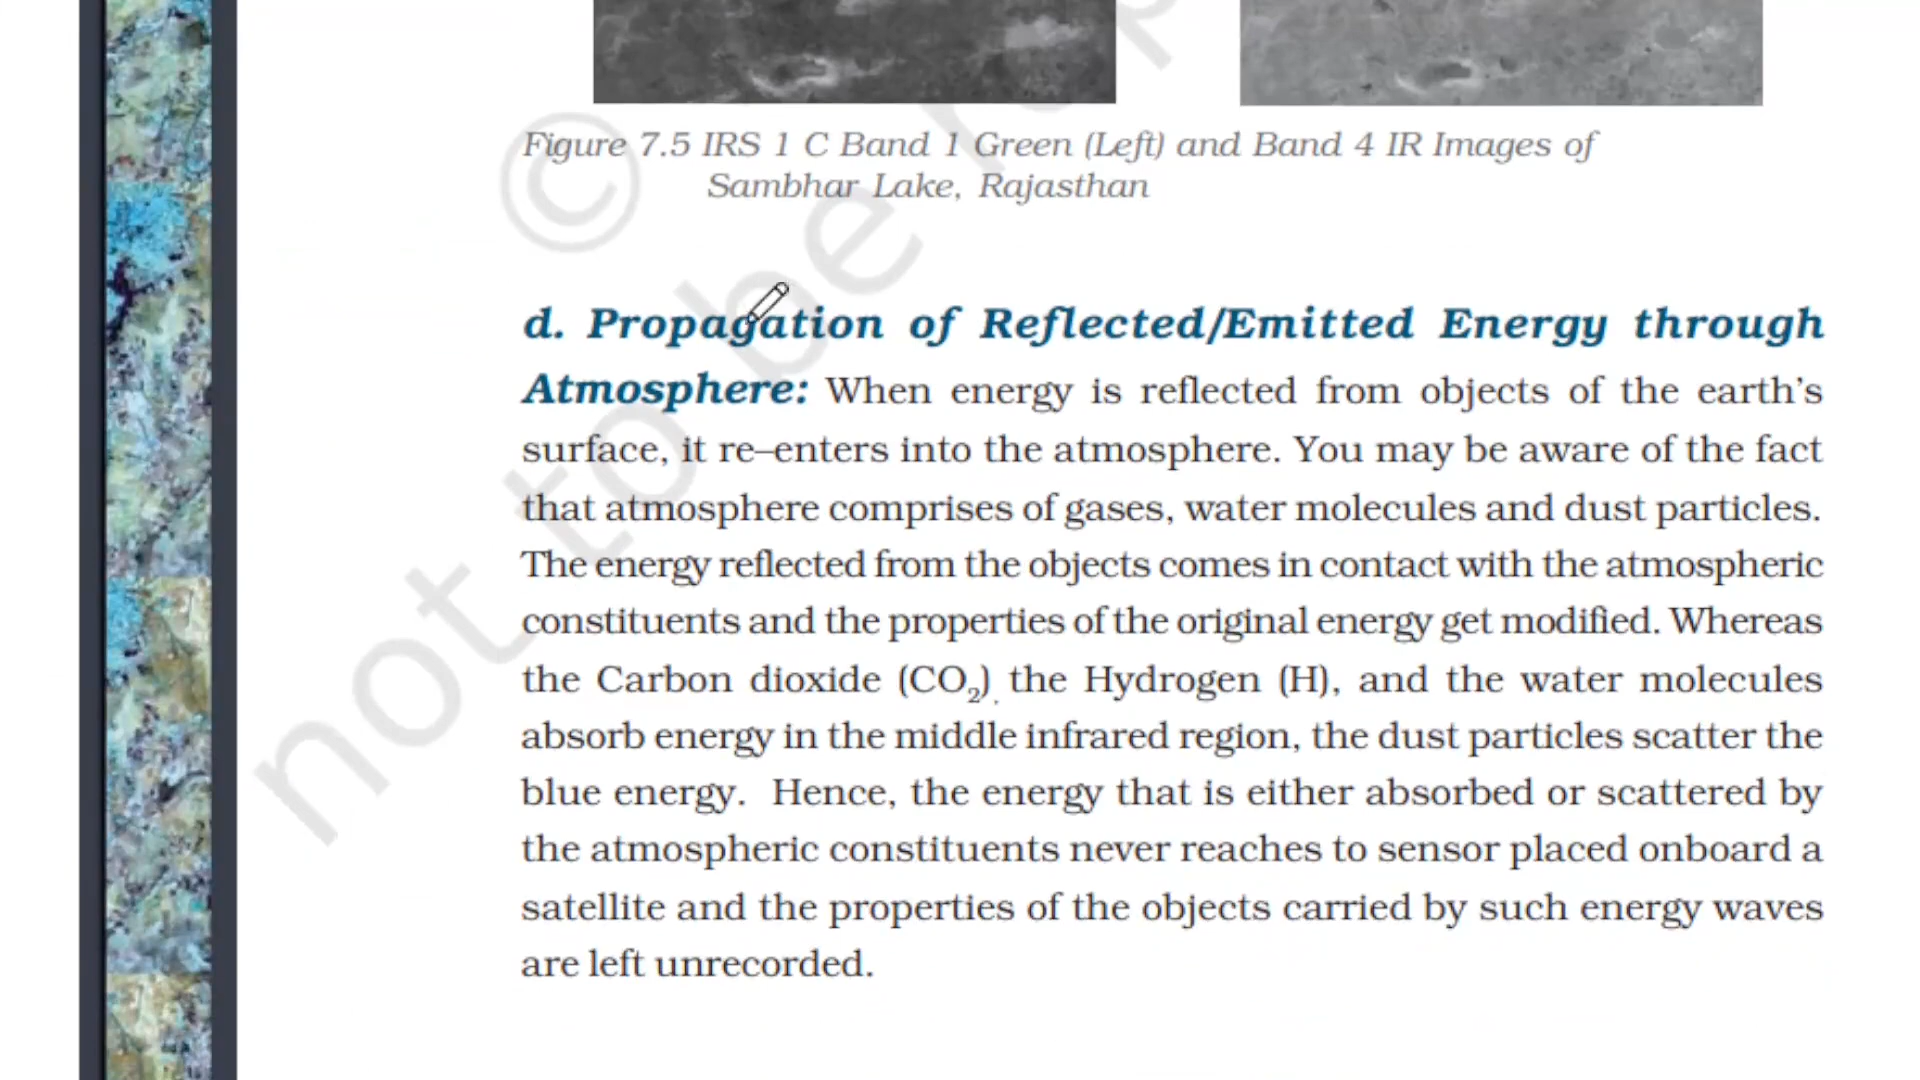 Figure 7.5 IRS 1 C Band 1 Green (Left) and Band 4 IR Images of
Sambhar Lake, Rajasthan
d. Propagation of Reflected/Emitted Energy through
Atmosphere: When energy is reflected from objects of the earth’s
surface, it re–enters into the atmosphere. You may be aware of the fact
that atmosphere comprises of gases, water molecules and dust particles.
The energy reflected from the objects comes in contact with the atmospheric
constituents and the properties of the original energy get modified. Whereas
the Carbon dioxide (CO₂), the Hydrogen (H), and the water molecules
absorb energy in the middle infrared region, the dust particles scatter the
blue energy. Hence, the energy that is either absorbed or scattered by
the atmospheric constituents never reaches to sensor placed onboard a
satellite and the properties of the objects carried by such energy waves
are left unrecorded.
©
not to be